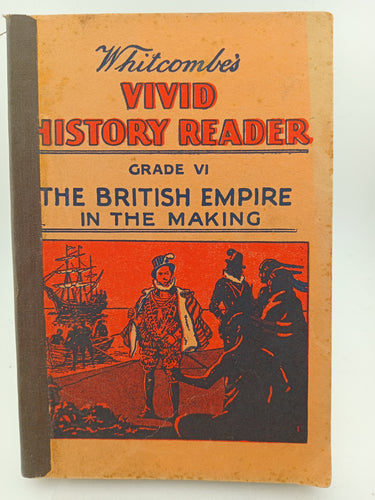 Whitcombe's
VIVID
HISTORY READER
GRADE VI
THE BRITISH EMPIRE
IN THE MAKING